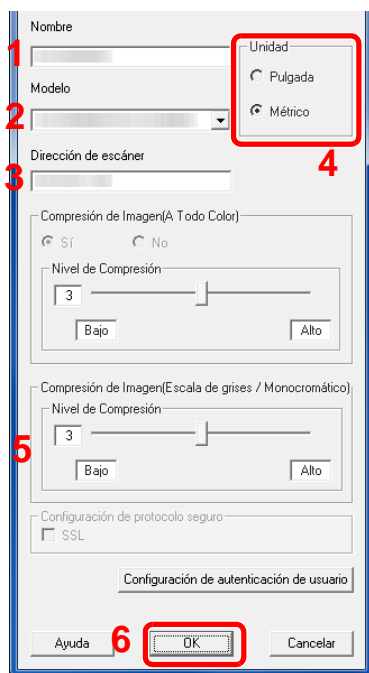 Nombre
1
Unidad
Pulgada
Métrico
4
Modelo
2
Dirección de escáner
3
Compresión de Imagen(A Todo Color)
Sí No
Nivel de Compresión
3
Bajo Alto
Compresión de Imagen(Escala de grises / Monocromático)
Nivel de Compresión
3
5
Bajo Alto
Configuración de protocolo seguro
SSL
Configuración de autenticación de usuario
Ayuda 6 OK Cancelar